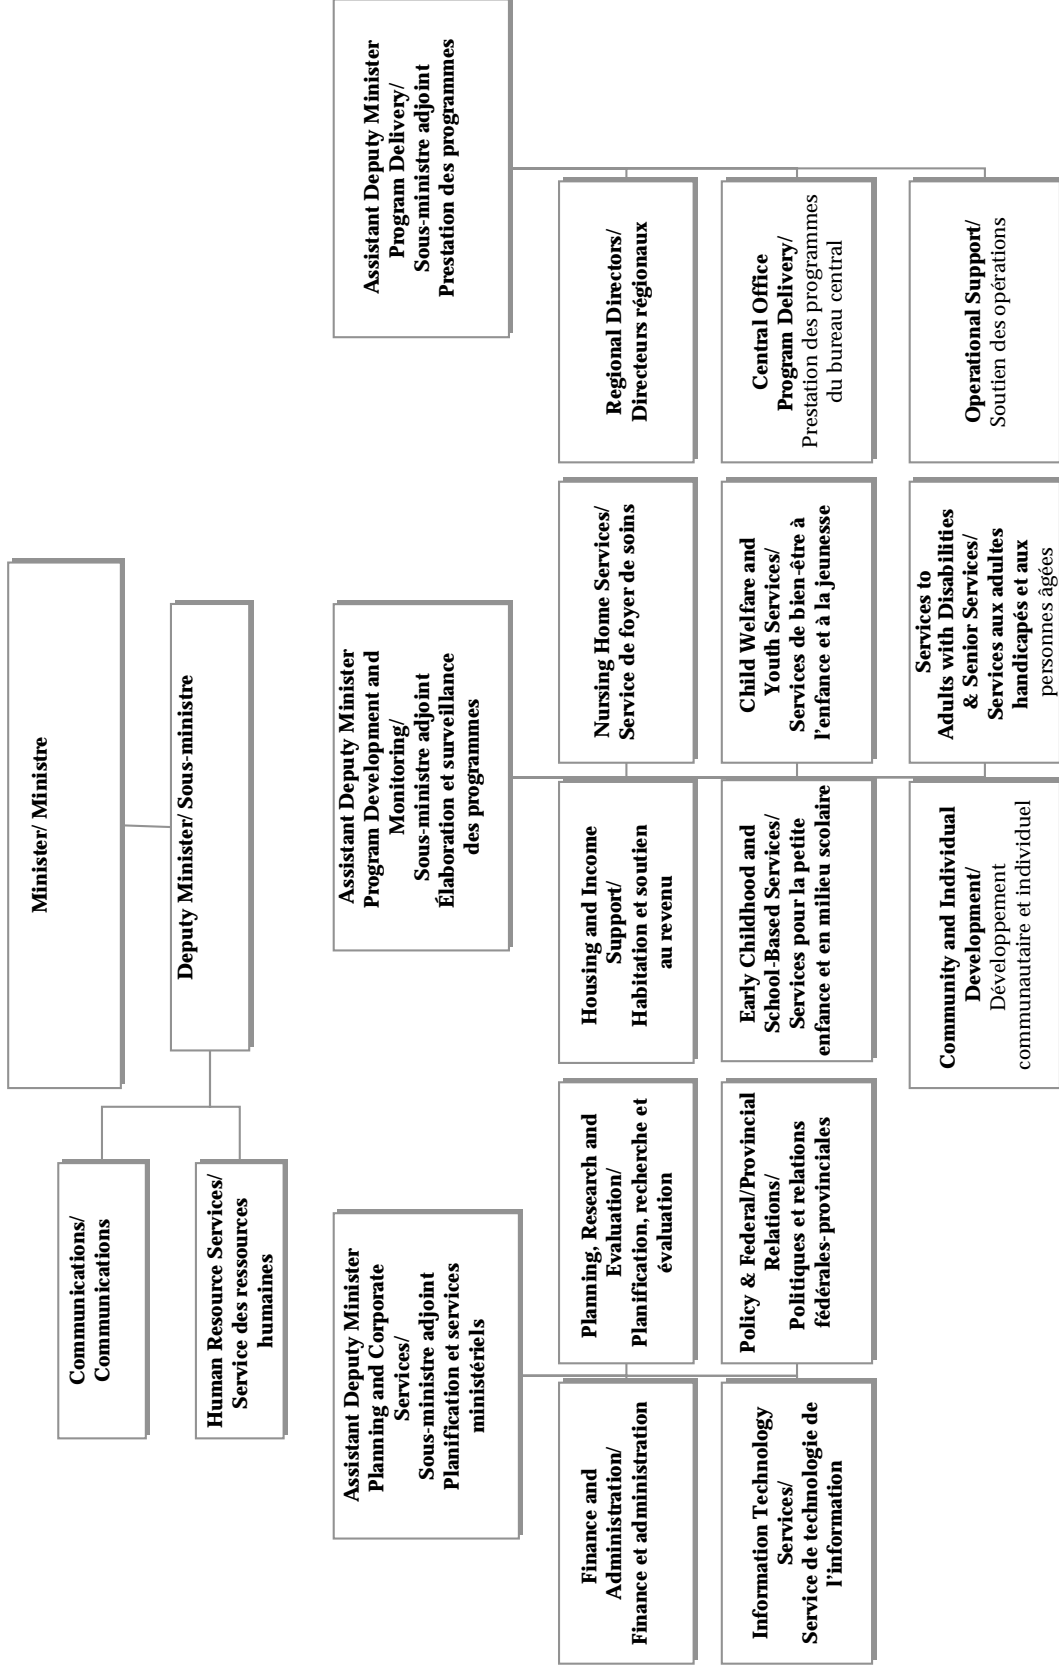 Minister/ Ministre
Deputy Minister/ Sous-ministre
Communications/
Communications
Human Resource Services/
Service des ressources
humaines
Assistant Deputy Minister
Planning and Corporate
Services/
Sous-ministre adjoint
Planification et services
ministériels
Assistant Deputy Minister
Program Development and
Monitoring/
Sous-ministre adjoint
Élaboration et surveillance
des programmes
Assistant Deputy Minister
Program Delivery/
Sous-ministre adjoint
Prestation des programmes
Finance and
Administration/
Finance et administration
Planning, Research and
Evaluation/
Planification, recherche et
évaluation
Housing and Income
Support/
Habitation et soutien
au revenu
Nursing Home Services/
Service de foyer de soins
Regional Directors/
Directeurs régionaux
Information Technology
Services/
Service de technologie de
l'information
Policy & Federal/Provincial
Relations/
Politiques et relations
fédérales-provinciales
Early Childhood and
School-Based Services/
Services pour la petite
enfance et en milieu scolaire
Child Welfare and
Youth Services/
Services de bien-être à
l'enfance et à la jeunesse
Central Office
Program Delivery/
Prestation des programmes
du bureau central
Community and Individual
Development/
Développement
communautaire et individuel
Services to
Adults with Disabilities
& Senior Services/
Services aux adultes
handicapés et aux
personnes âgées
Operational Support/
Soutien des opérations